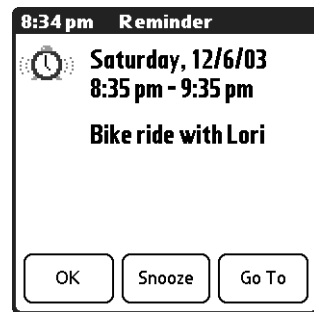 8:34 pm Reminder
Saturday, 12/6/03
8:35 pm - 9:35 pm
Bike ride with Lori
OK Snooze Go To